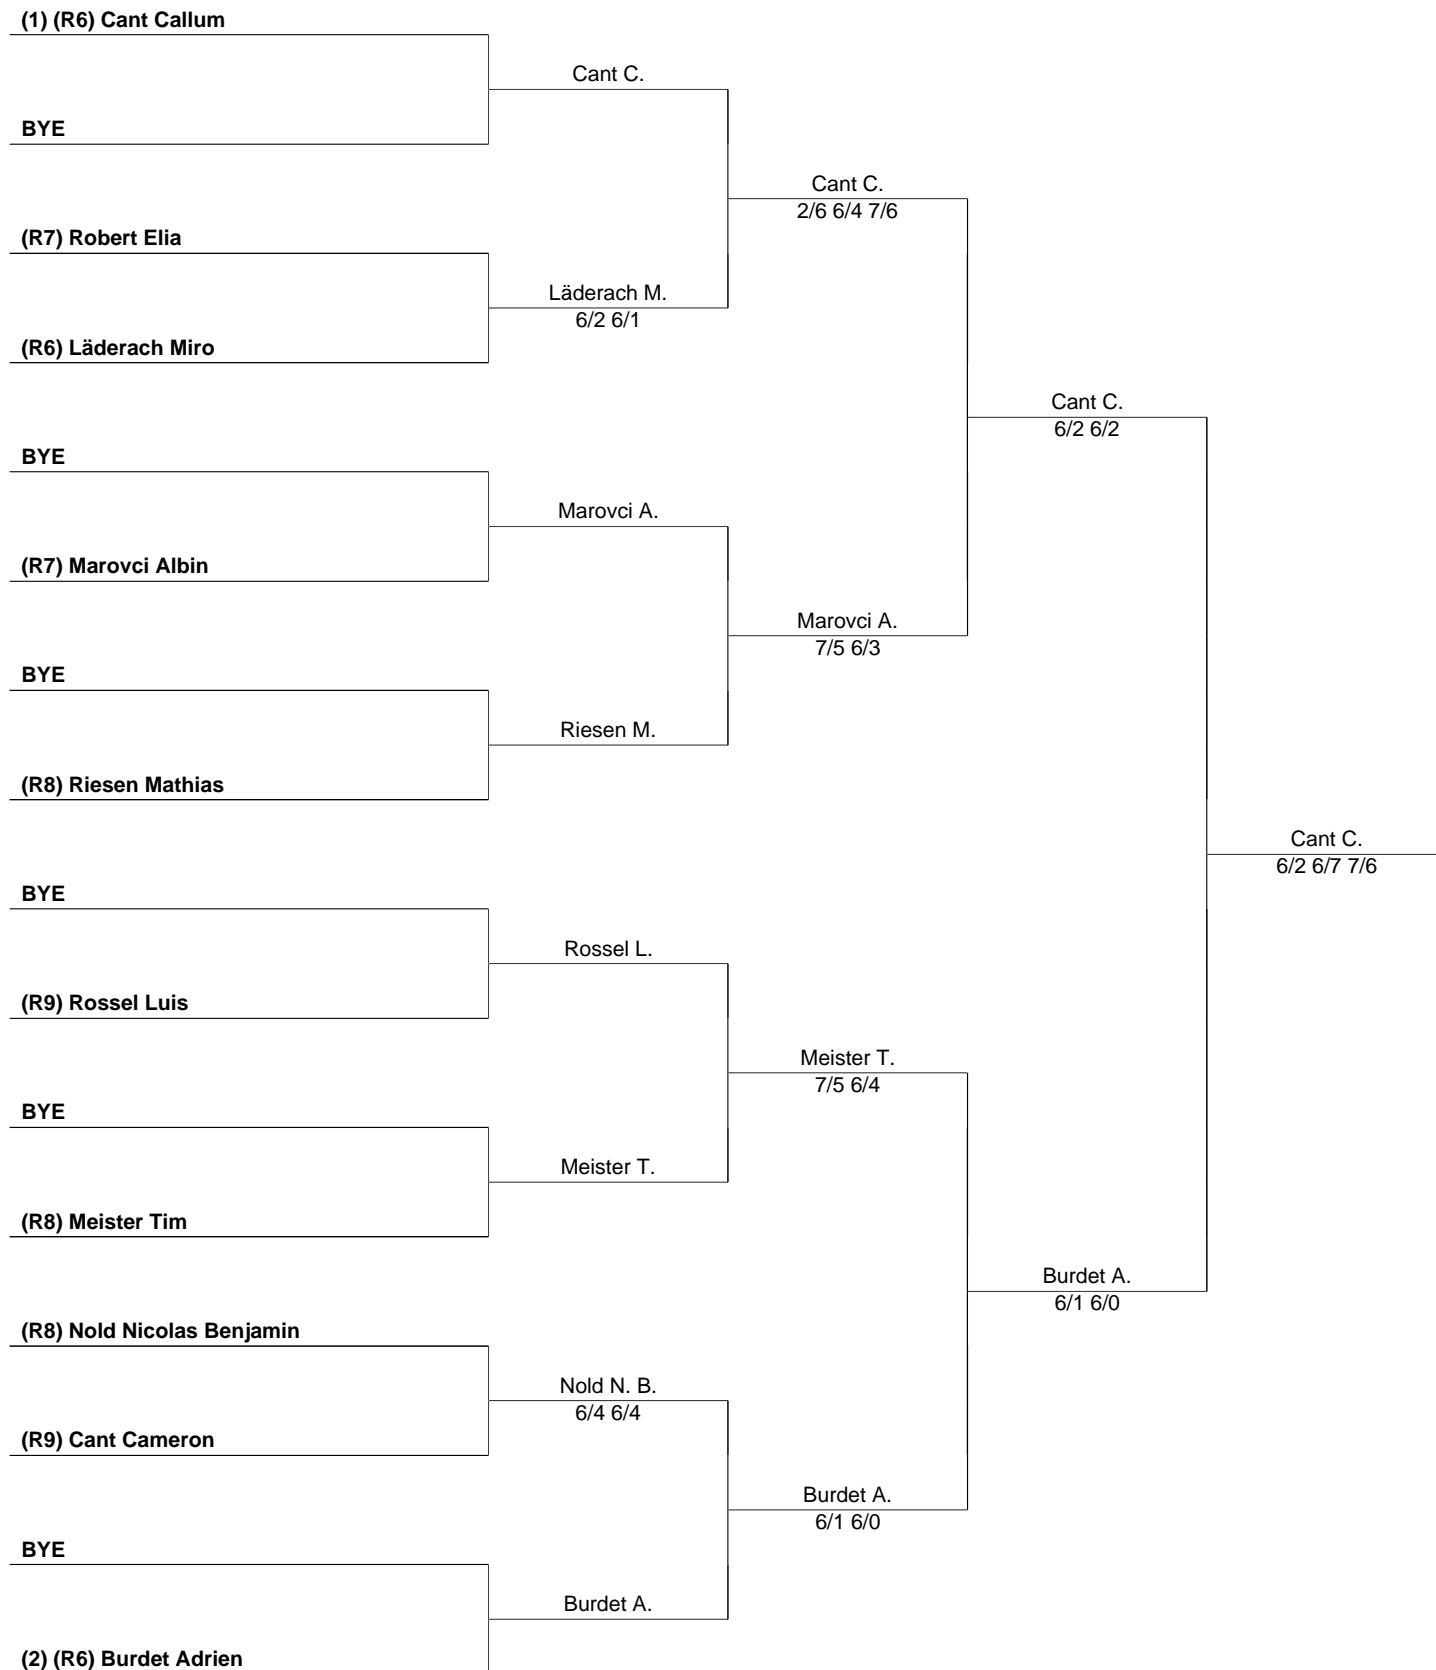 (1) (R6) Cant Callum
Cant C.
BYE
Cant C.
2/6 6/4 7/6
(R7) Robert Elia
Läderach M.
6/2 6/1
(R6) Läderach Miro
Cant C.
6/2 6/2
BYE
Marovci A.
(R7) Marovci Albin
Marovci A.
7/5 6/3
BYE
Riesen M.
(R8) Riesen Mathias
Cant C.
6/2 6/7 7/6
BYE
Rossel L.
(R9) Rossel Luis
Meister T.
7/5 6/4
BYE
Meister T.
(R8) Meister Tim
Burdet A.
6/1 6/0
(R8) Nold Nicolas Benjamin
Nold N. B.
6/4 6/4
(R9) Cant Cameron
Burdet A.
6/1 6/0
BYE
Burdet A.
(2) (R6) Burdet Adrien